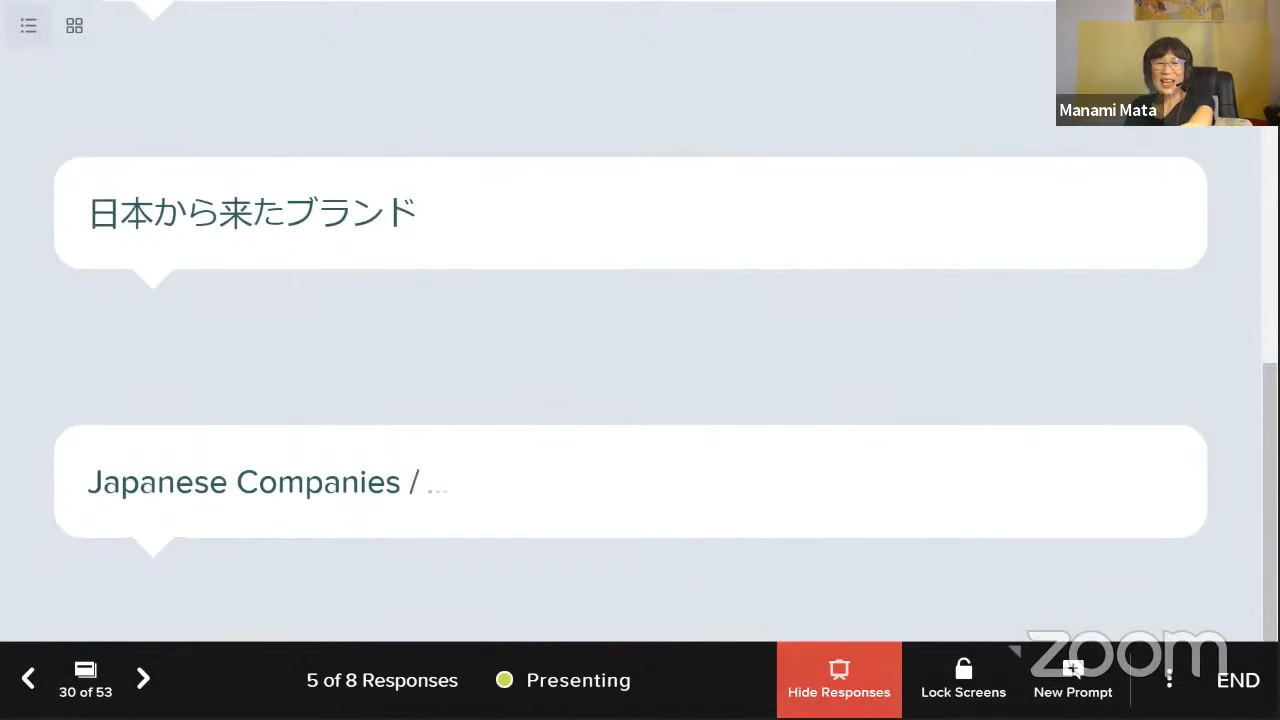 Manami Mata
日本から来たブランド
Japanese Companies / ...
30 of 53
5 of 8 Responses
Presenting
Hide Responses
Lock Screens
New Prompt
END
zoom